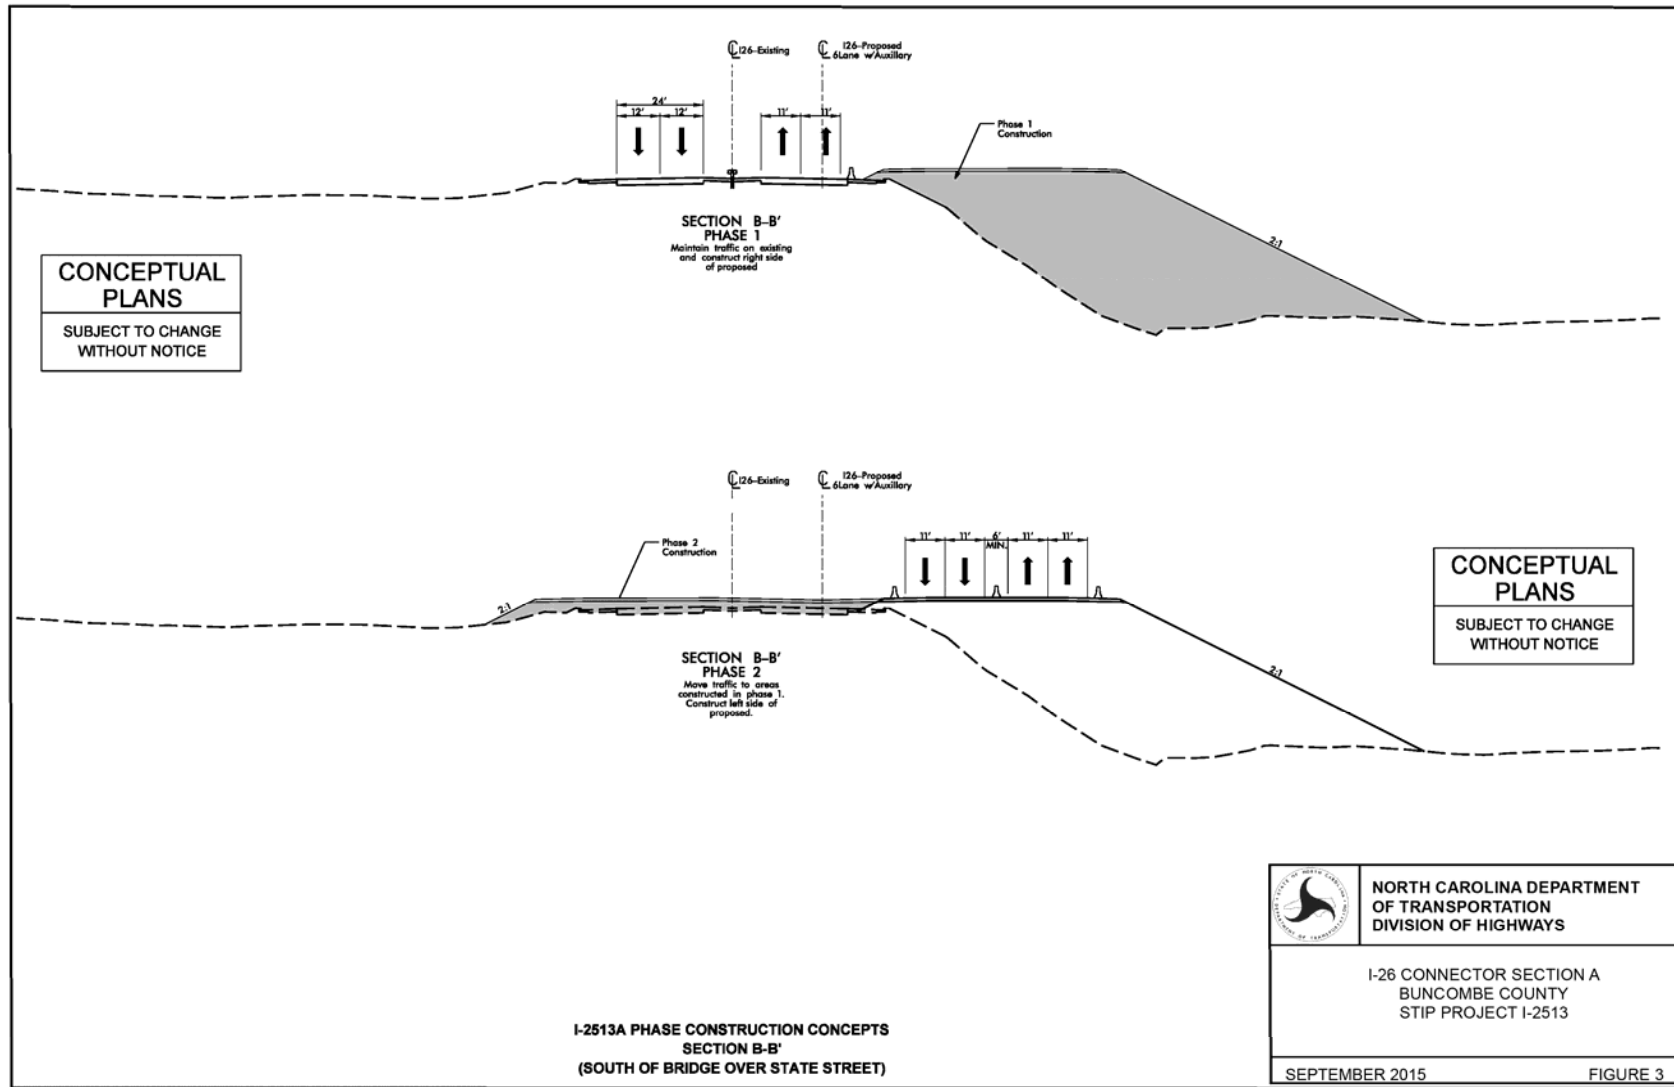 I26-Existing
I26-Proposed
6Lane w/Auxillary
24'
12' 12' 11' 11'
Phase 1
Construction
2:1
SECTION B-B'
PHASE 1
Maintain traffic on existing
and construct right side
of proposed
CONCEPTUAL
PLANS
SUBJECT TO CHANGE
WITHOUT NOTICE
I26-Existing
I26-Proposed
6Lane w/Auxillary
11' 11' 6' 11' 11'
MIN.
Phase 2
Construction
2:1
2:1
SECTION B-B'
PHASE 2
Move traffic to areas
constructed in phase 1.
Construct left side of
proposed.
CONCEPTUAL
PLANS
SUBJECT TO CHANGE
WITHOUT NOTICE
NORTH CAROLINA DEPARTMENT
OF TRANSPORTATION
DIVISION OF HIGHWAYS
I-26 CONNECTOR SECTION A
BUNCOMBE COUNTY
STIP PROJECT I-2513
SEPTEMBER 2015 FIGURE 3
I-2513A PHASE CONSTRUCTION CONCEPTS
SECTION B-B'
(SOUTH OF BRIDGE OVER STATE STREET)